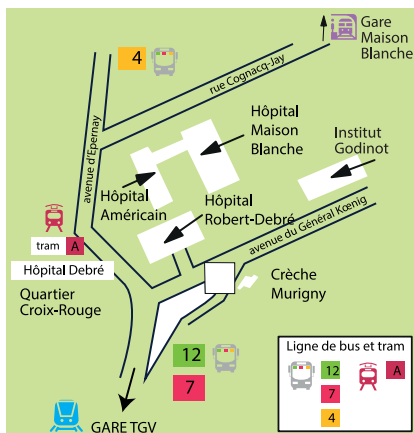 Gare
Maison
Blanche
4
rue Cognacq-Jay
avenue d'Epernay
Hôpital
Maison
Blanche
Institut
Godinot
Hôpital
Américain
Hôpital
Robert-Debré
avenue du Général Kœnig
tram A
Hôpital Debré
Quartier
Croix-Rouge
Crèche
Murigny
12
7
GARE TGV
Ligne de bus et tram
12
A
7
4